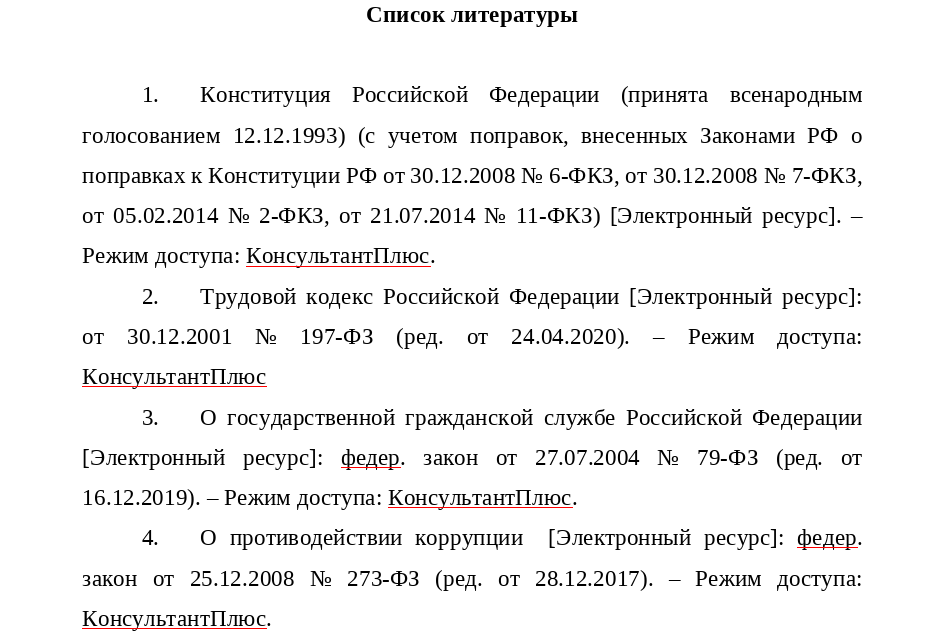 Список литературы
1. Конституция Российской Федерации (принята всенародным
голосованием 12.12.1993) (с учетом поправок, внесенных Законами РФ о
поправках к Конституции РФ от 30.12.2008 № 6-ФКЗ, от 30.12.2008 № 7-ФКЗ,
от 05.02.2014 № 2-ФКЗ, от 21.07.2014 № 11-ФКЗ) [Электронный ресурс]. –
Режим доступа: КонсультантПлюс.
2. Трудовой кодекс Российской Федерации [Электронный ресурс]:
от 30.12.2001 № 197-ФЗ (ред. от 24.04.2020). – Режим доступа:
КонсультантПлюс
3. О государственной гражданской службе Российской Федерации
[Электронный ресурс]: федер. закон от 27.07.2004 № 79-ФЗ (ред. от
16.12.2019). – Режим доступа: КонсультантПлюс.
4. О противодействии коррупции [Электронный ресурс]: федер.
закон от 25.12.2008 № 273-ФЗ (ред. от 28.12.2017). – Режим доступа:
КонсультантПлюс.